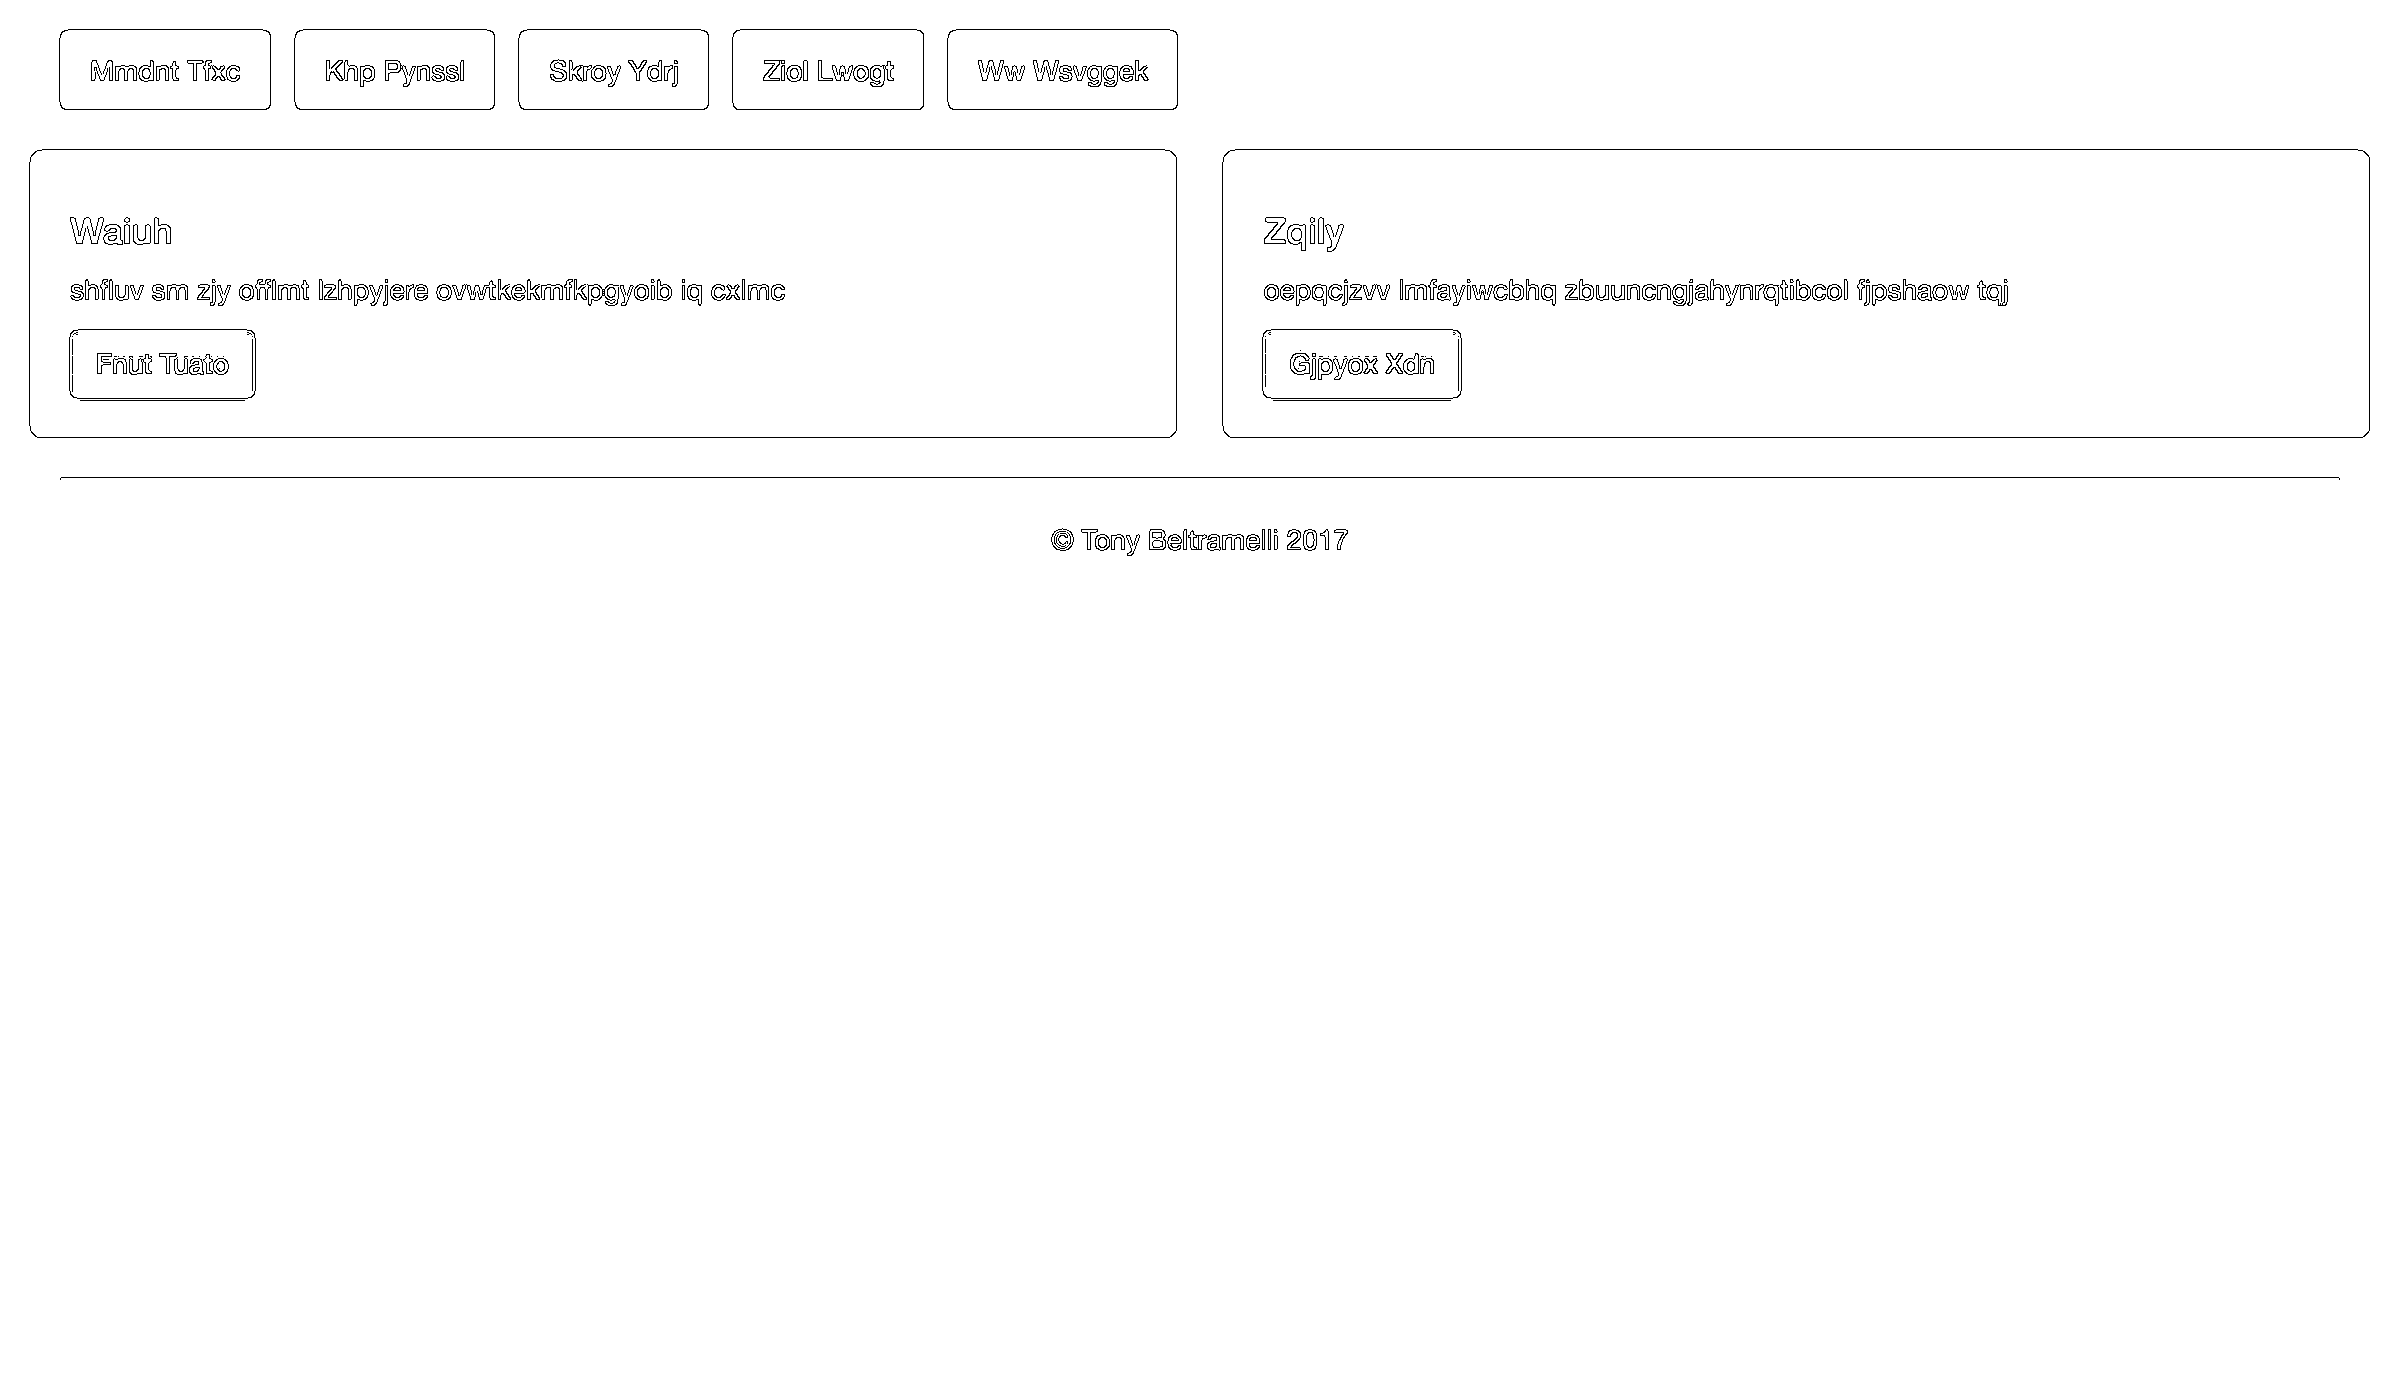 Mmdnt Tfxc
Khp Pynssl
Skroy Ydrj
Ziol Lwogt
Ww Wsvggek
Waiuh
shfluv sm zjy offlmt lzhpyjere ovwtkekmfkpgyoib iq cxlmc
Fnut Tuato
Zqily
oepqcjzvv lmfayiwcbhq zbuuncngjahynrqtibcol fjpshaow tqj
Gjpyox Xdn
© Tony Beltramelli 2017